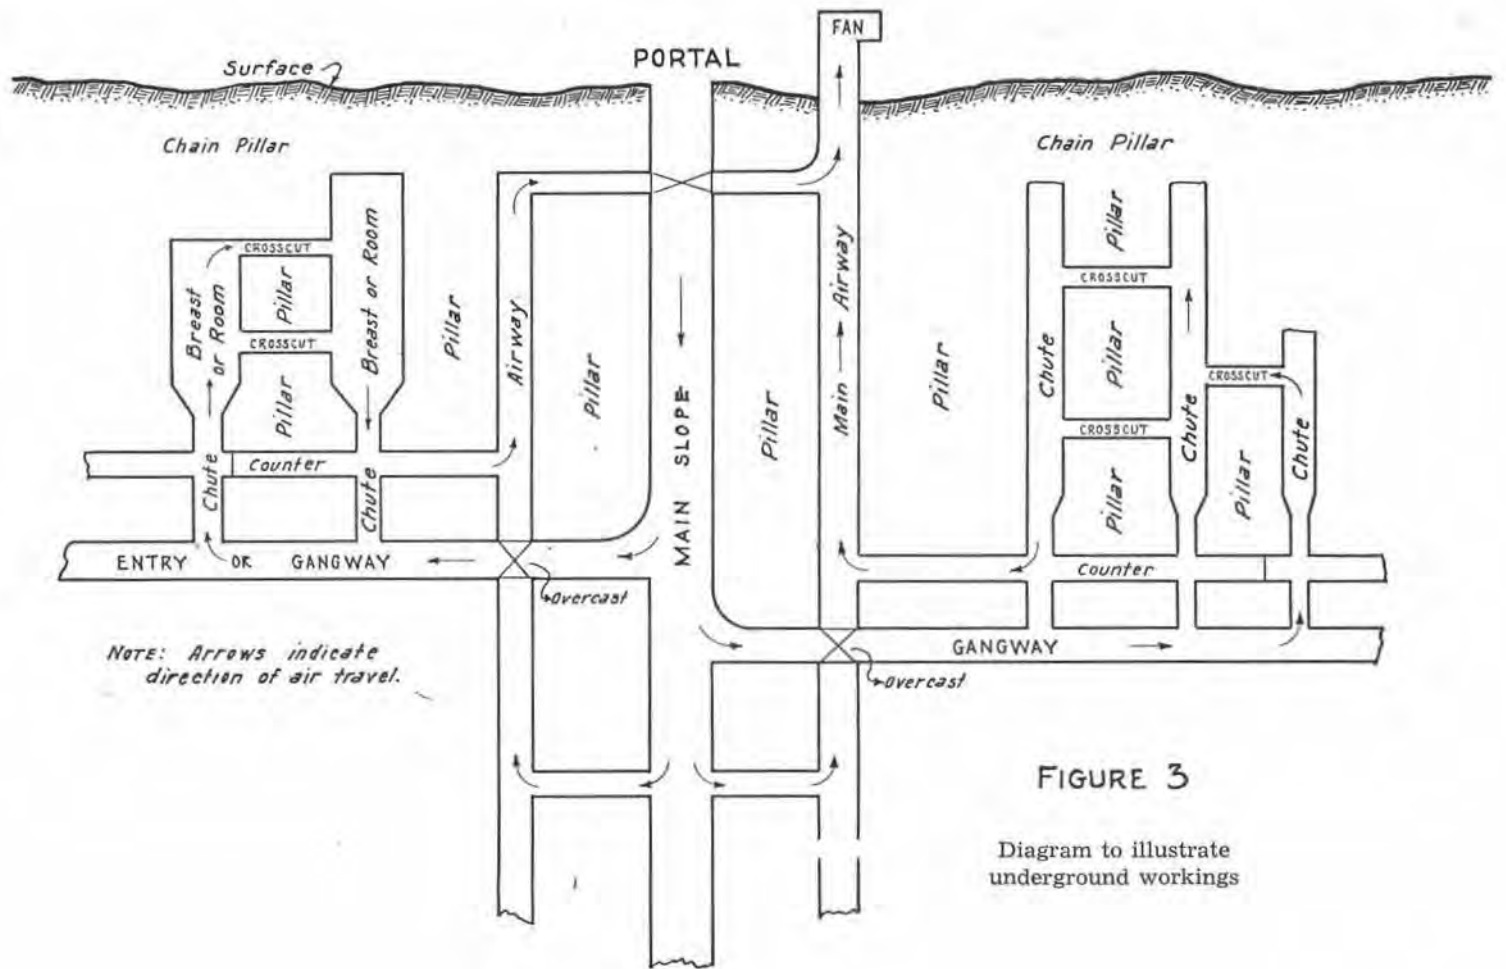 FAN
PORTAL
Surface
Chain Pillar
Chain Pillar
CROSSCUT
Breast
or Room
Pillar
CROSSCUT
Pillar
Breast or Room
Pillar
Airway
Pillar
MAIN SLOPE
Pillar
Main Airway
Pillar
Chute
Pillar
CROSSCUT
Pillar
CROSSCUT
Pillar
Chute
CROSSCUT
Pillar
Chute
Chute
Counter
Chute
ENTRY OR GANGWAY
Overcast
Counter
GANGWAY
Overcast
NOTE: Arrows indicate
direction of air travel.
FIGURE 3
Diagram to illustrate
underground workings